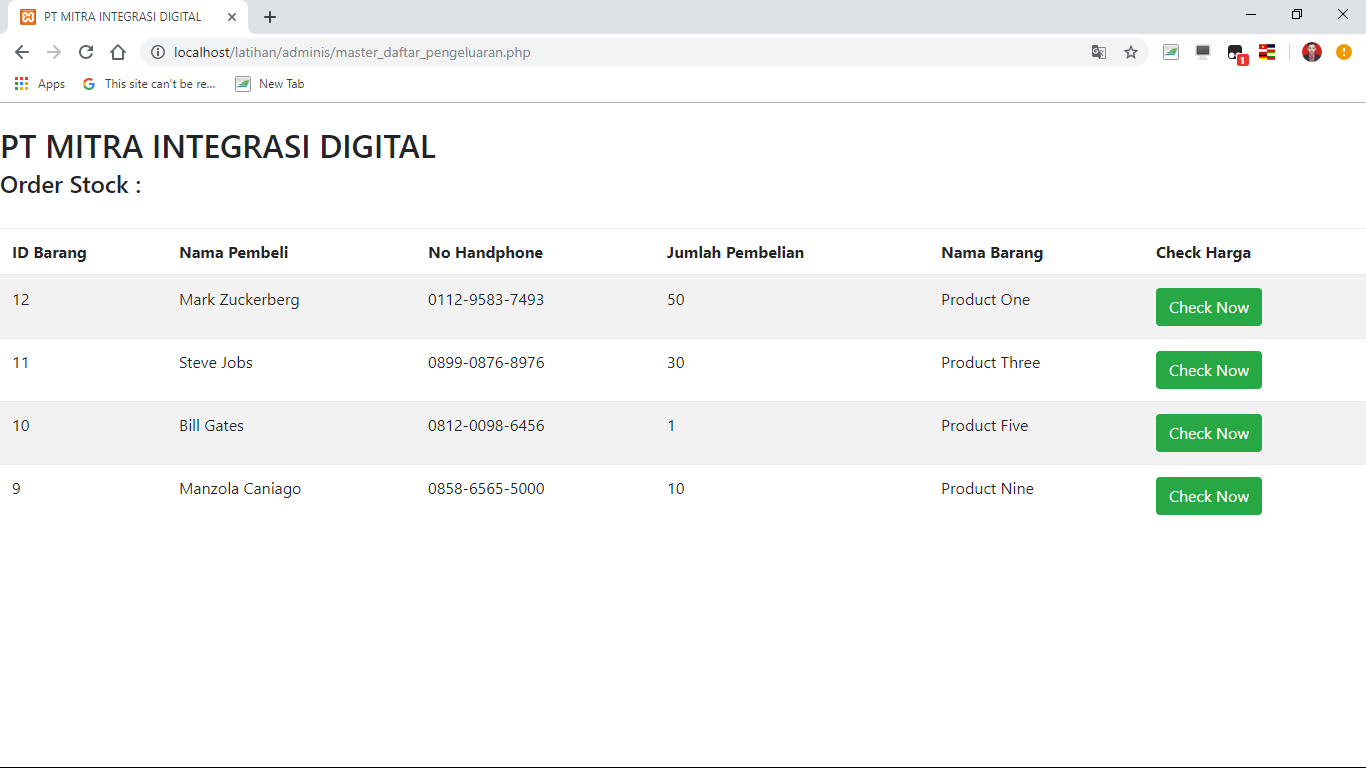 PT MITRA INTEGRASI DIGITAL
localhost/latihan/adminis/master_daftar_pengeluaran.php
1
Apps This site can't be re... New Tab
PT MITRA INTEGRASI DIGITAL
Order Stock :
ID Barang Nama Pembeli No Handphone Jumlah Pembelian Nama Barang Check Harga
12 Mark Zuckerberg 0112-9583-7493 50 Product One Check Now
11 Steve Jobs 0899-0876-8976 30 Product Three Check Now
10 Bill Gates 0812-0098-6456 1 Product Five Check Now
9 Manzola Caniago 0858-6565-5000 10 Product Nine Check Now